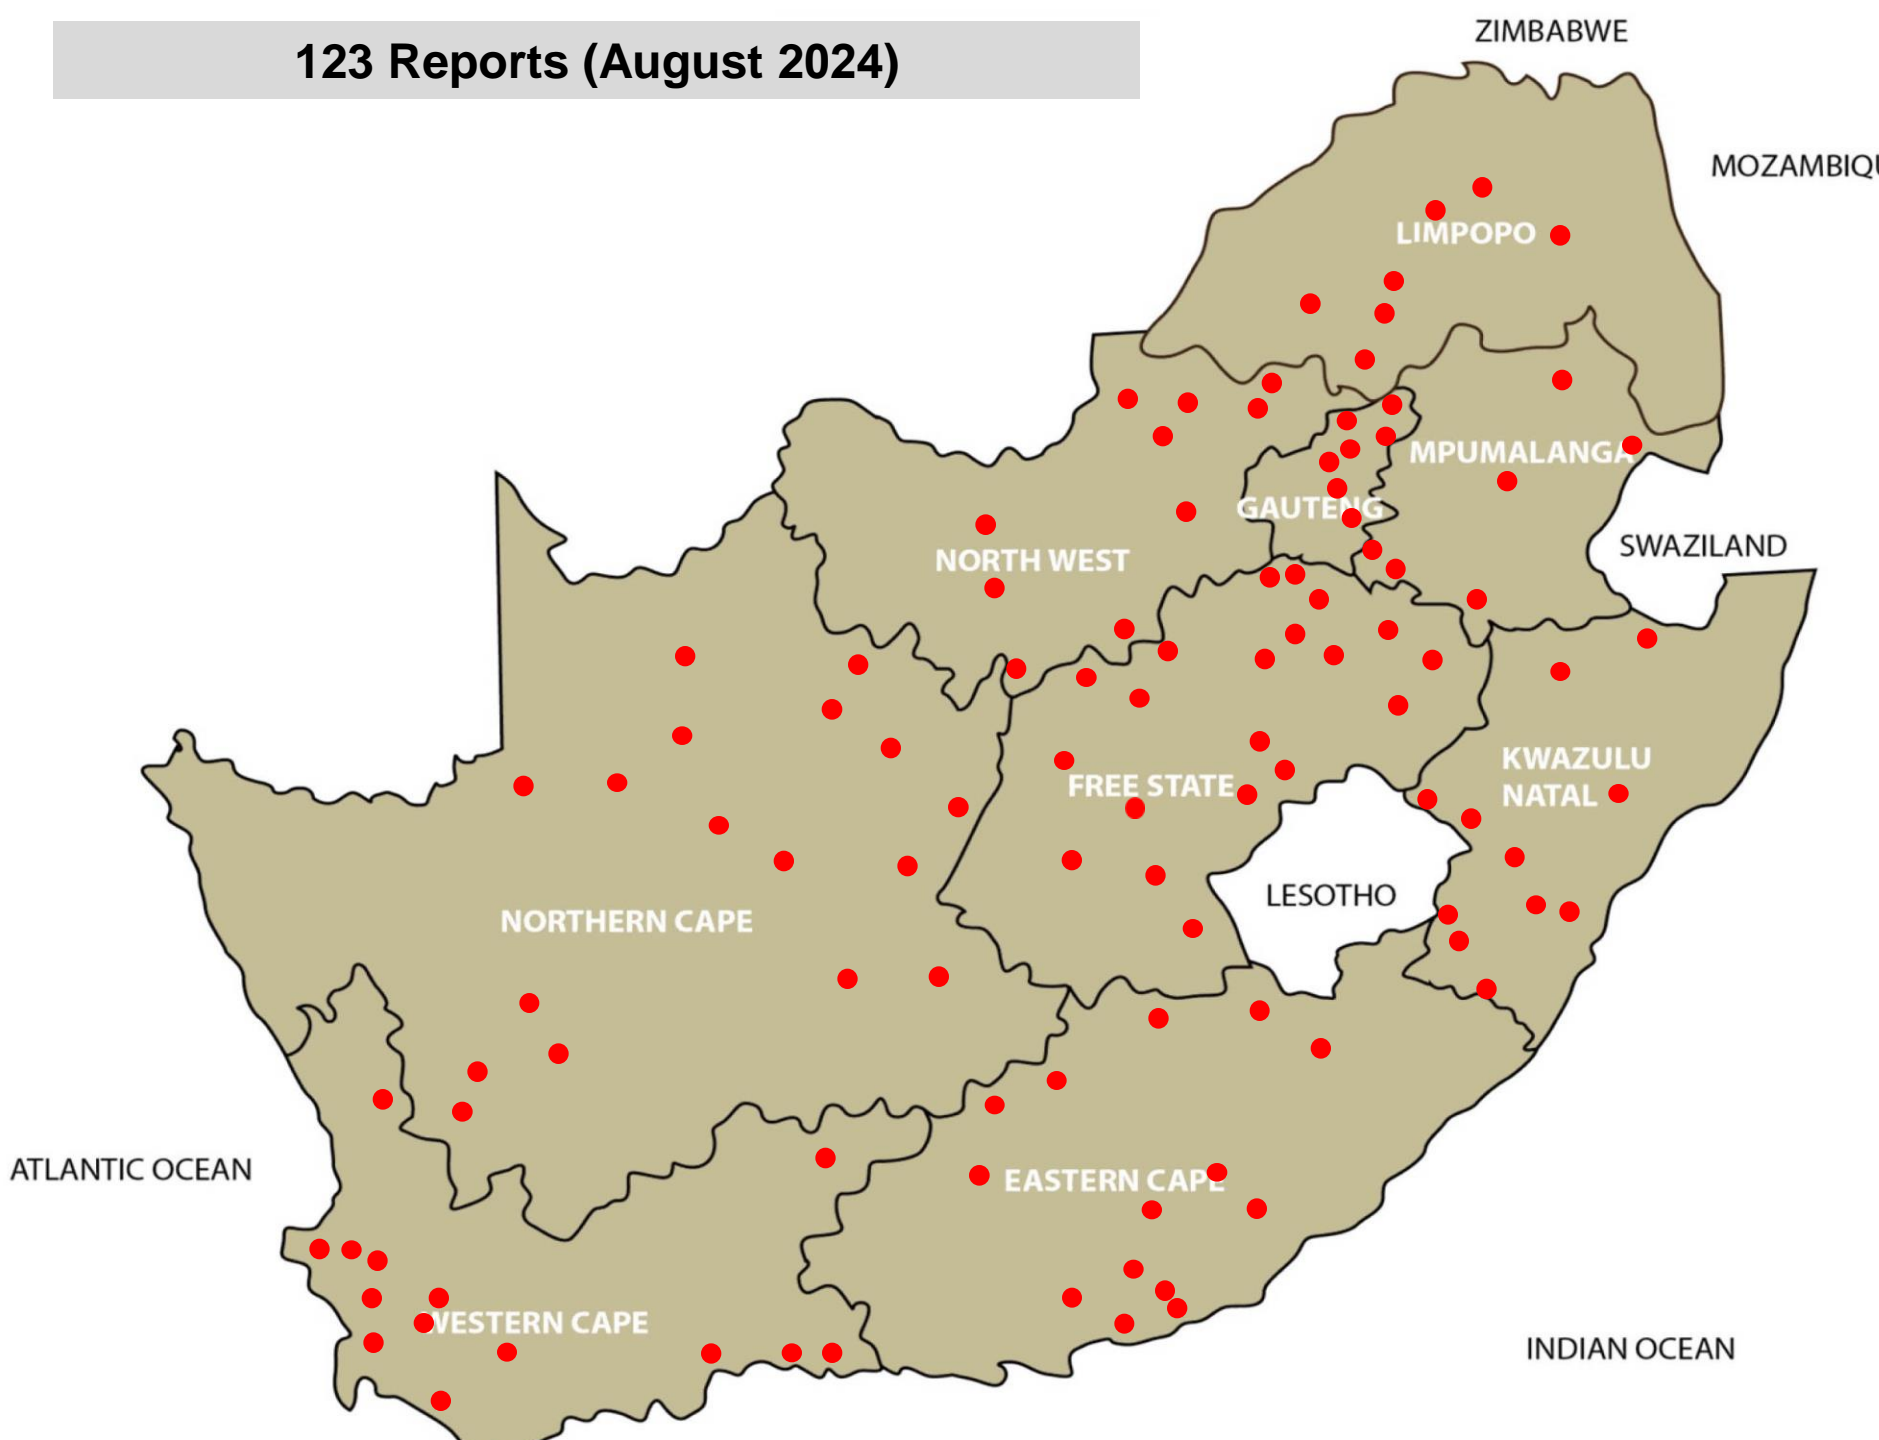 123 Reports (August 2024)
ZIMBABWE
MOZAMBIQU
LIMPOPO
MPUMALANGA
GAUTENG
SWAZILAND
NORTH WEST
KWAZULU
NATAL
FREE STATE
LESOTHO
NORTHERN CAPE
ATLANTIC OCEAN
EASTERN CAPE
WESTERN CAPE
INDIAN OCEAN